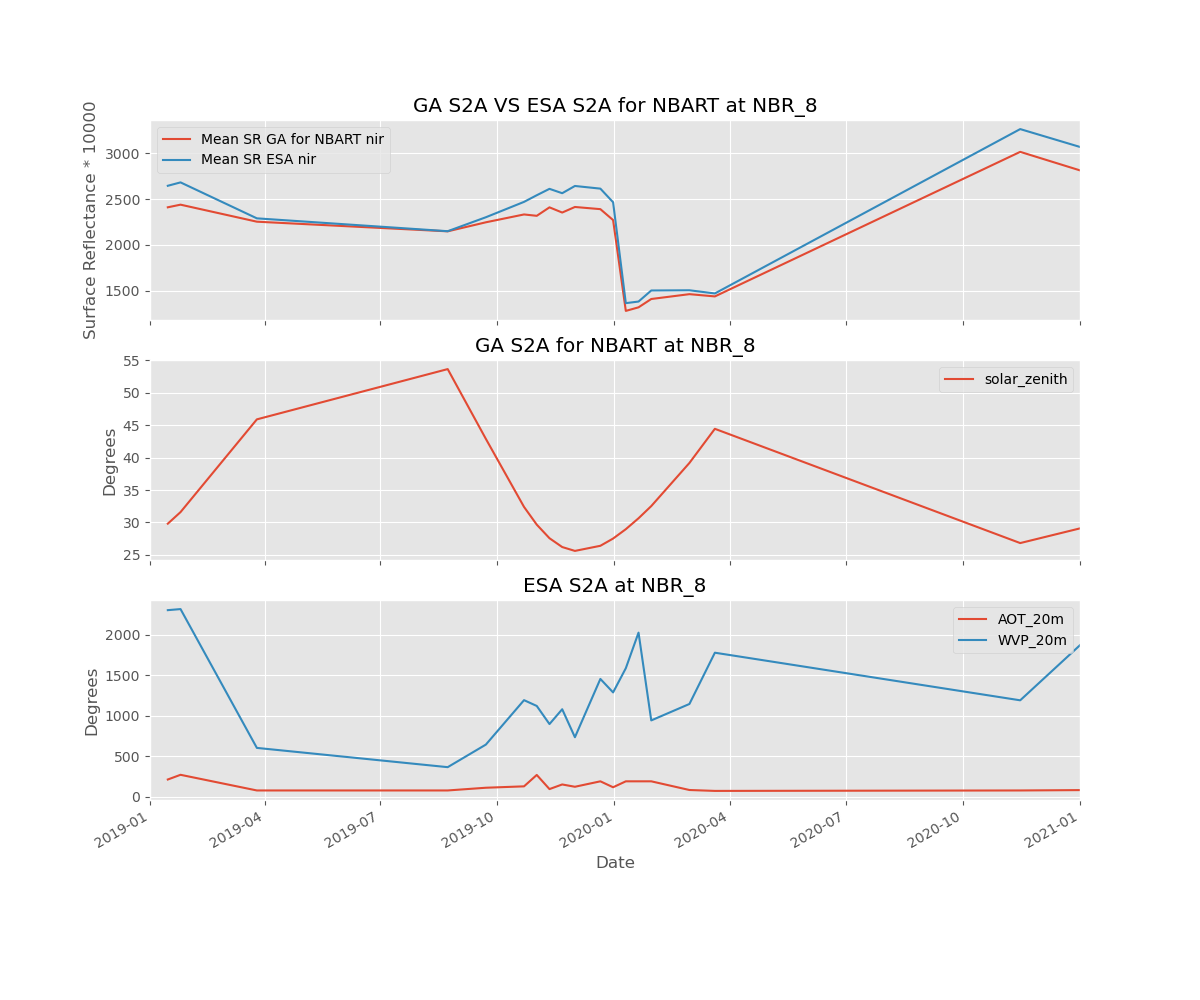 GA S2A VS ESA S2A for NBART at NBR_8
Surface Reflectance * 10000
Mean SR GA for NBART nir
Mean SR ESA nir
3000
2500
2000
1500
GA S2A for NBART at NBR_8
Degrees
solar_zenith
55
50
45
40
35
30
25
ESA S2A at NBR_8
Degrees
AOT_20m
WVP_20m
2000
1500
1000
500
0
2019-01 2019-04 2019-07 2019-10 2020-01 2020-04 2020-07 2020-10 2021-01
Date